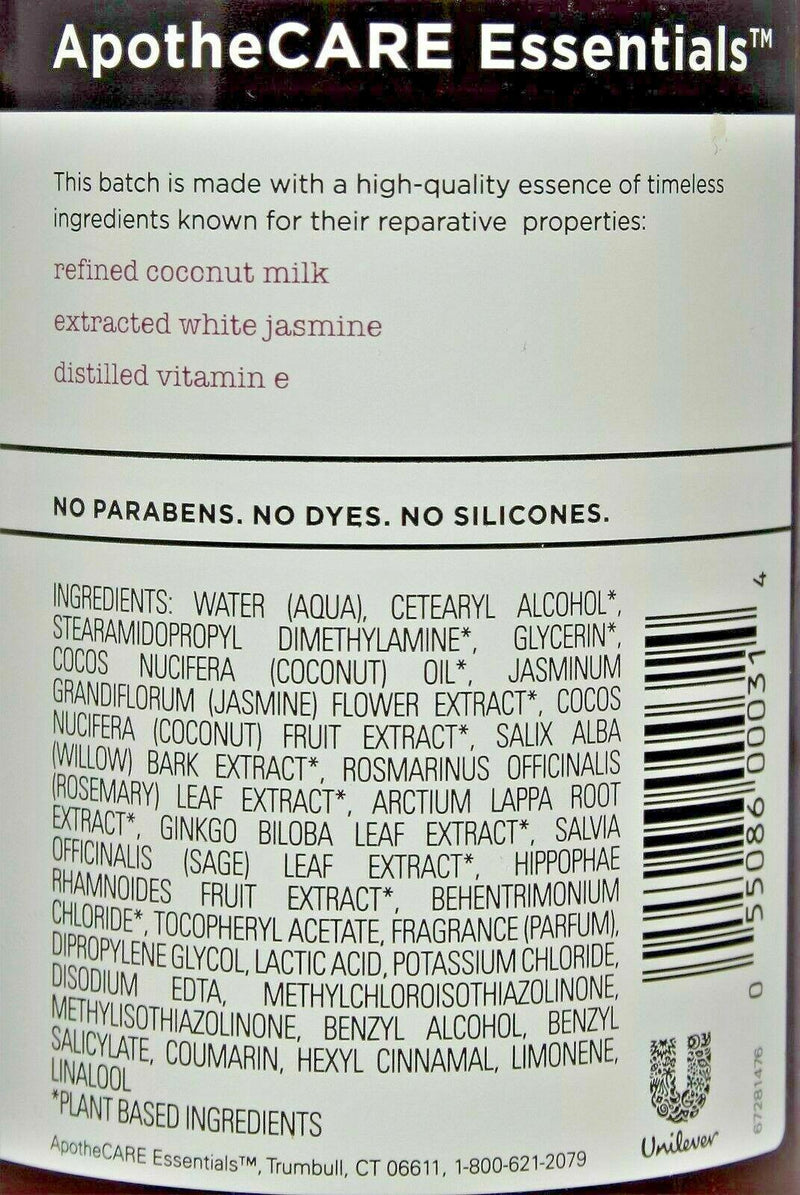 ApotheCARE Essentials™
This batch is made with a high-quality essence of timeless
ingredients known for their reparative properties:
refined coconut milk
extracted white jasmine
distilled vitamin e
NO PARABENS. NO DYES. NO SILICONES.
INGREDIENTS: WATER (AQUA), CETEARYL ALCOHOL*,
STEARAMIDOPROPYL DIMETHYLAMINE*, GLYCERIN*,
COCOS NUCIFERA (COCONUT) OIL*, JASMINUM
GRANDIFLORUM (JASMINE) FLOWER EXTRACT*, COCOS
NUCIFERA (COCONUT) FRUIT EXTRACT*, SALIX ALBA
(WILLOW) BARK EXTRACT*, ROSMARINUS OFFICINALIS
(ROSEMARY) LEAF EXTRACT*, ARCTIUM LAPPA ROOT
EXTRACT*, GINKGO BILOBA LEAF EXTRACT*, SALVIA
OFFICINALIS (SAGE) LEAF EXTRACT*, HIPPOPHAE
RHAMNOIDES FRUIT EXTRACT*, BEHENTRIMONIUM
CHLORIDE*, TOCOPHERYL ACETATE, FRAGRANCE (PARFUM),
DIPROPYLENE GLYCOL, LACTIC ACID, POTASSIUM CHLORIDE,
DISODIUM EDTA, METHYLCHLOROISOTHIAZOLINONE,
METHYLISOTHIAZOLINONE, BENZYL ALCOHOL, BENZYL
SALICYLATE, COUMARIN, HEXYL CINNAMAL, LIMONENE,
LINALOOL
*PLANT BASED INGREDIENTS
ApotheCARE Essentials™, Trumbull, CT 06611, 1-800-621-2079
0 55086 00031 4
Unilever
67281476